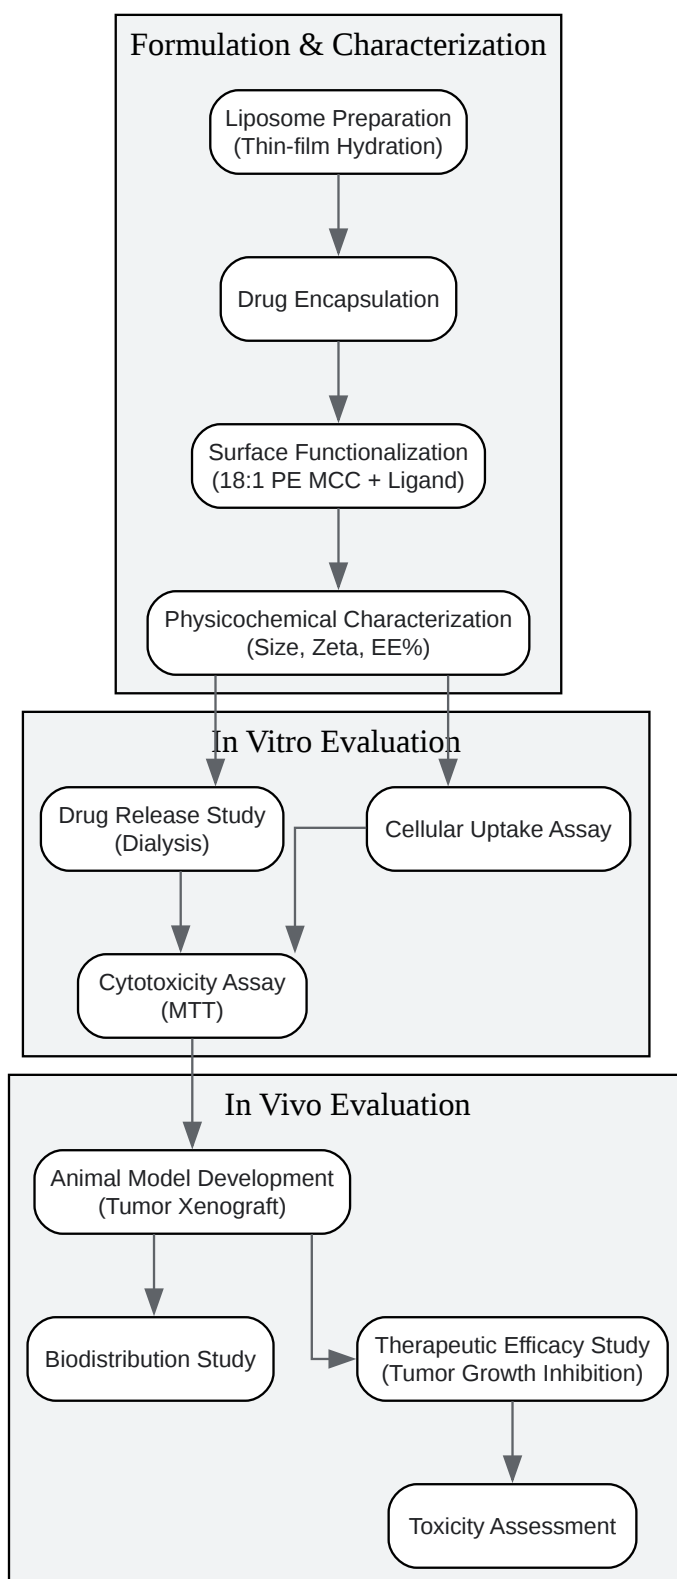 Formulation & Characterization
Liposome Preparation
(Thin-film Hydration)
Drug Encapsulation
Surface Functionalization
(18:1 PE MCC + Ligand)
Physicochemical Characterization
(Size, Zeta, EE%)
In Vitro Evaluation
Drug Release Study
(Dialysis)
Cellular Uptake Assay
Cytotoxicity Assay
(MTT)
In Vivo Evaluation
Animal Model Development
(Tumor Xenograft)
Biodistribution Study
Therapeutic Efficacy Study
(Tumor Growth Inhibition)
Toxicity Assessment